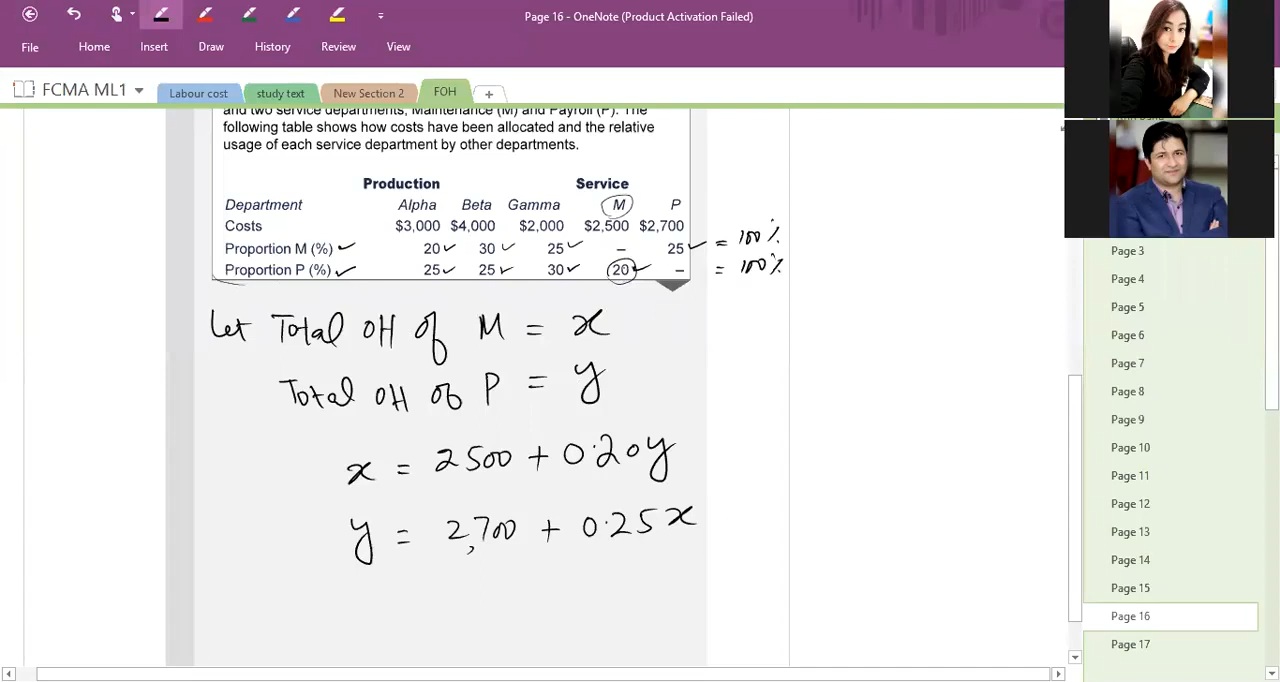 Page 16 - OneNote (Product Activation Failed)
File Home Insert Draw History Review View
FCMA ML1 Labour cost study text New Section 2 FOH
and two service departments, Maintenance (M) and Payroll (P). The
following table shows how costs have been allocated and the relative
usage of each service department by other departments.
Production Service
Department Alpha Beta Gamma M P
Costs $3,000 $4,000 $2,000 $2,500 $2,700
Proportion M (%) 20 30 25 – 25 = 100%
Proportion P (%) 25 25 30 20 – = 100%
Let Total OH of M = x
Total OH of P = y
x = 2500 + 0.20y
y = 2,700 + 0.25x
Page 3
Page 4
Page 5
Page 6
Page 7
Page 8
Page 9
Page 10
Page 11
Page 12
Page 13
Page 14
Page 15
Page 16
Page 17